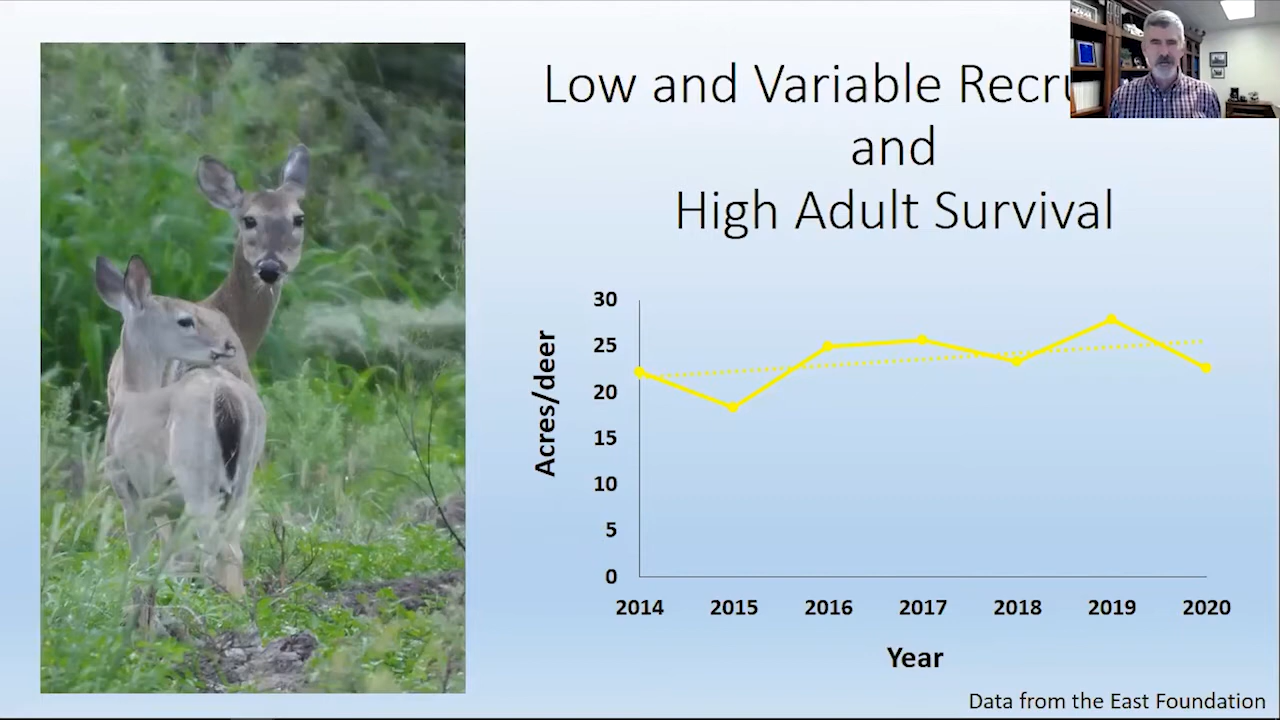 Low and Variable Recru
and
High Adult Survival
Acres/deer
30
25
20
15
10
5
0
2014 2015 2016 2017 2018 2019 2020
Year
Data from the East Foundation